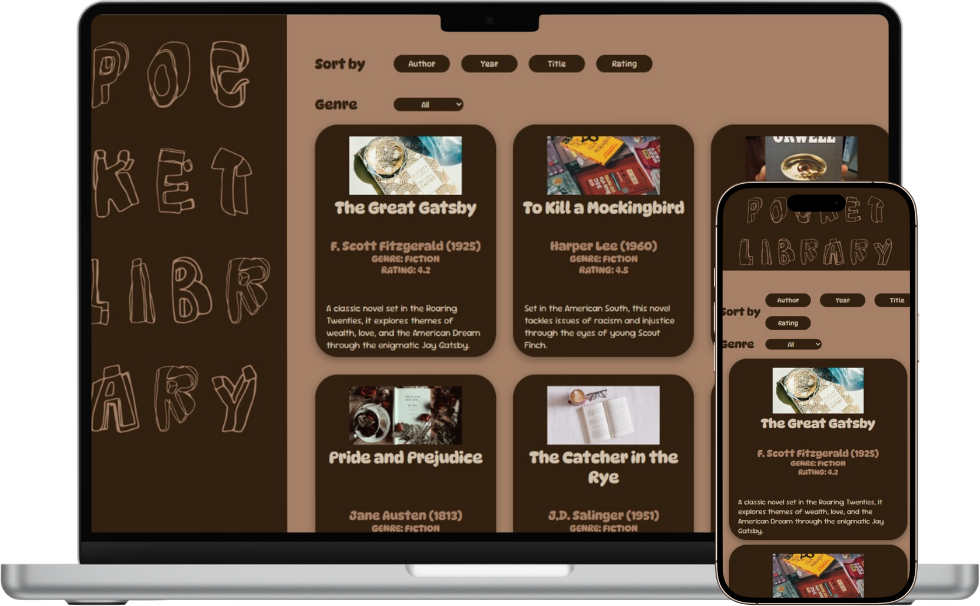 POC
KET
LIBR
ARY
Sort by Author Year Title Rating
Genre All
The Great Gatsby
F. Scott Fitzgerald (1925)
GENRE: FICTION
RATING: 4.2
A classic novel set in the Roaring
Twenties, it explores themes of
wealth, love, and the American Dream
through the enigmatic Jay Gatsby.
To Kill a Mockingbird
Harper Lee (1960)
GENRE: FICTION
RATING: 4.5
Set in the American South, this novel
tackles issues of racism and injustice
through the eyes of young Scout
Finch.
ORWELL
Pride and Prejudice
Jane Austen (1813)
GENRE: FICTION
The Catcher in the
Rye
J.D. Salinger (1951)
GENRE: FICTION
POCKET
LIBRARY
Sort by Author Year Title
Rating
Genre All
The Great Gatsby
F. Scott Fitzgerald (1925)
GENRE: FICTION
RATING: 4.2
A classic novel set in the Roaring Twenties, it
explores themes of wealth, love, and the
American Dream through the enigmatic Jay
Gatsby.